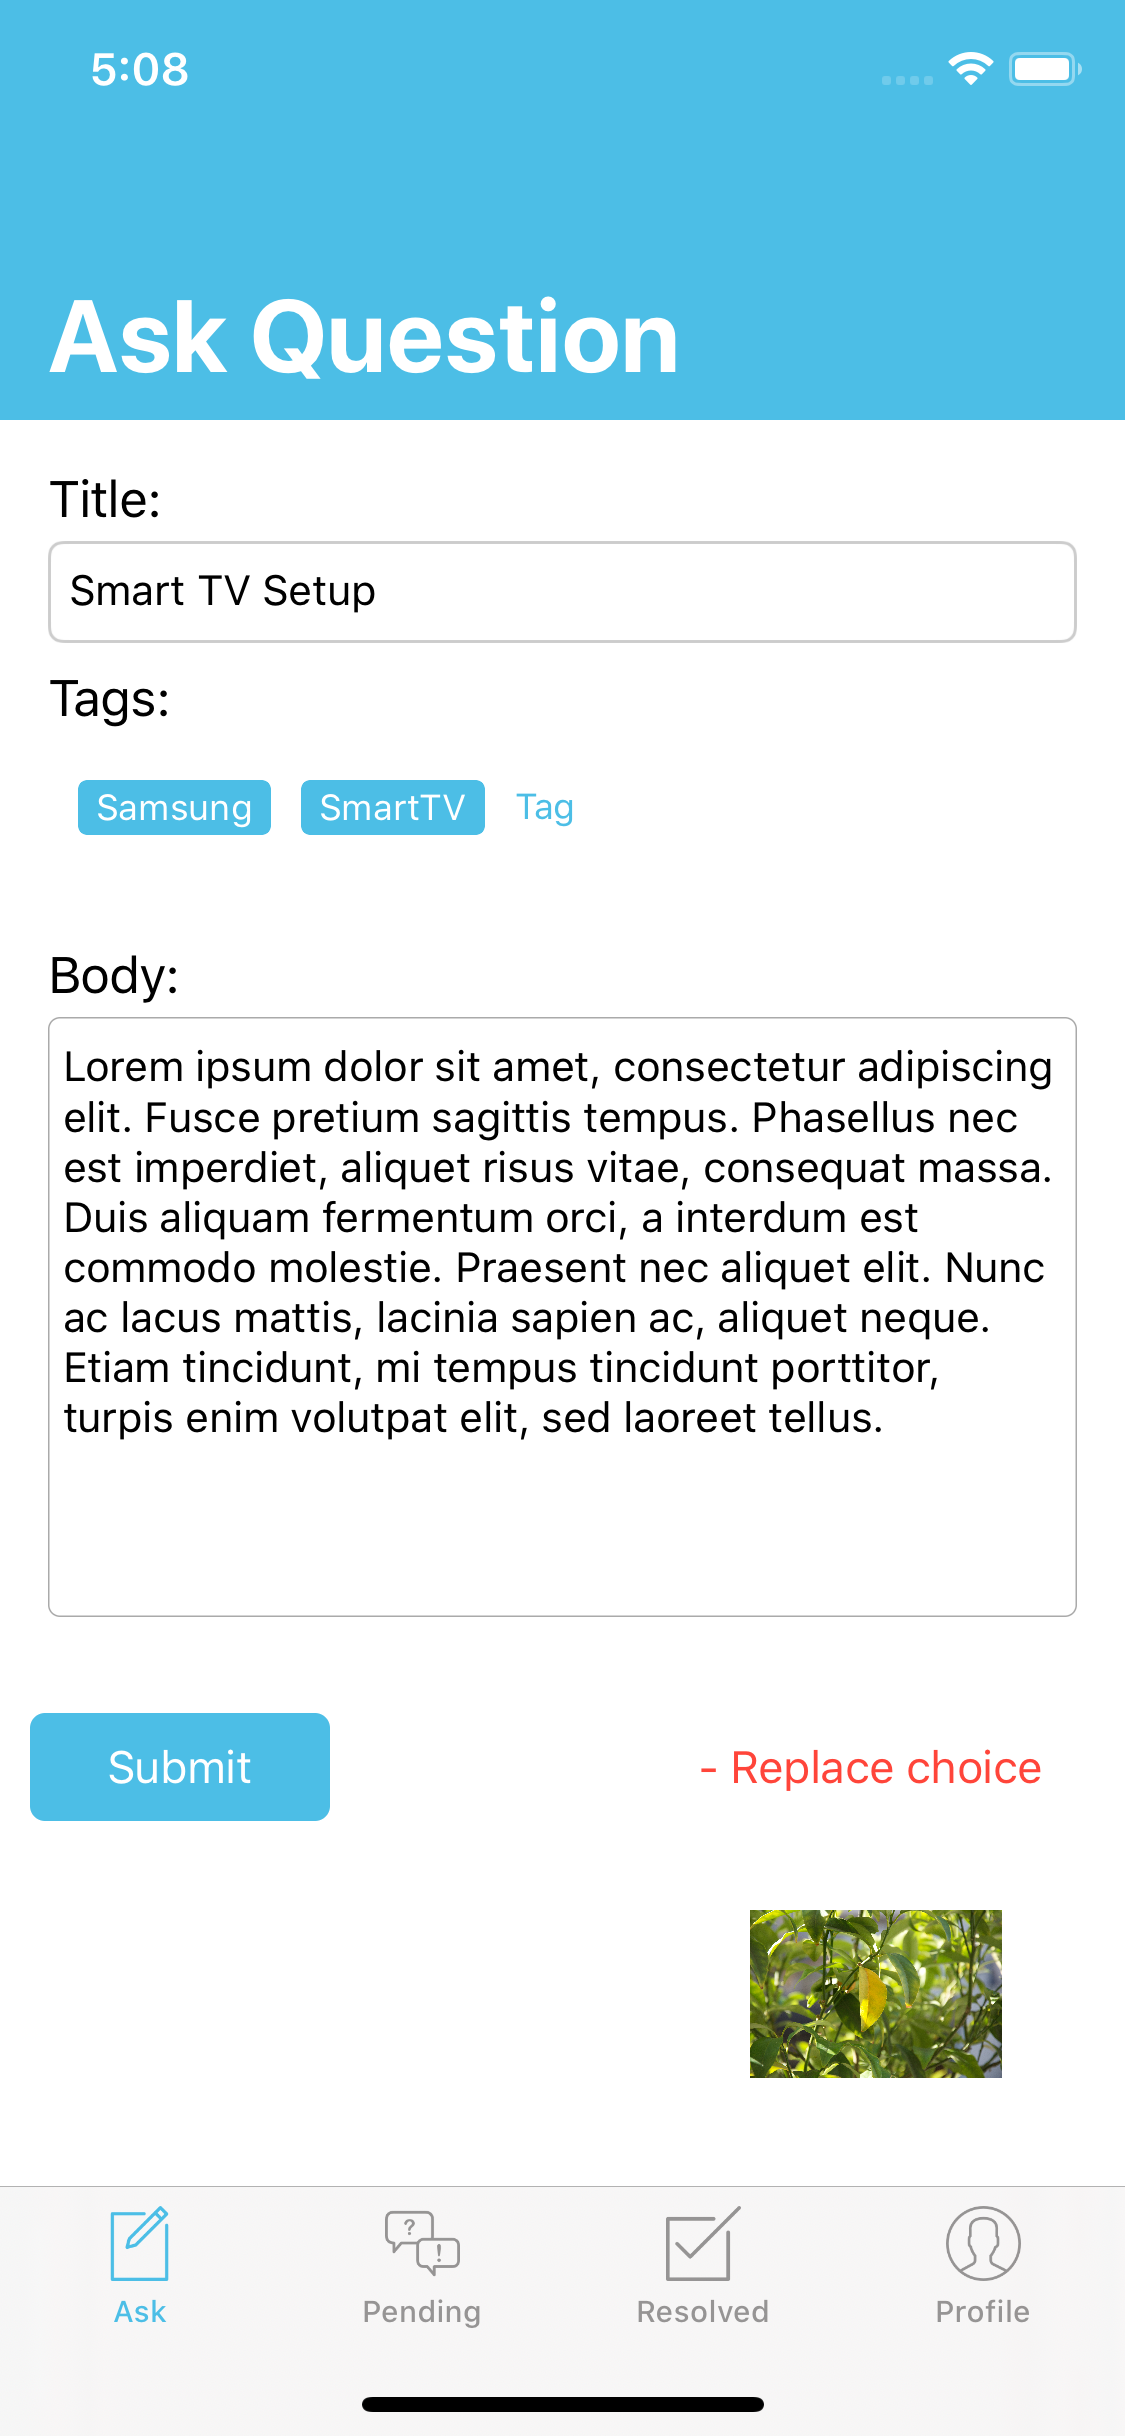 5:08
Ask Question
Title:
Smart TV Setup
Tags:
Samsung SmartTV Tag
Body:
Lorem ipsum dolor sit amet, consectetur adipiscing
elit. Fusce pretium sagittis tempus. Phasellus nec
est imperdiet, aliquet risus vitae, consequat massa.
Duis aliquam fermentum orci, a interdum est
commodo molestie. Praesent nec aliquet elit. Nunc
ac lacus mattis, lacinia sapien ac, aliquet neque.
Etiam tincidunt, mi tempus tincidunt porttitor,
turpis enim volutpat elit, sed laoreet tellus.
Submit - Replace choice
Ask Pending Resolved Profile